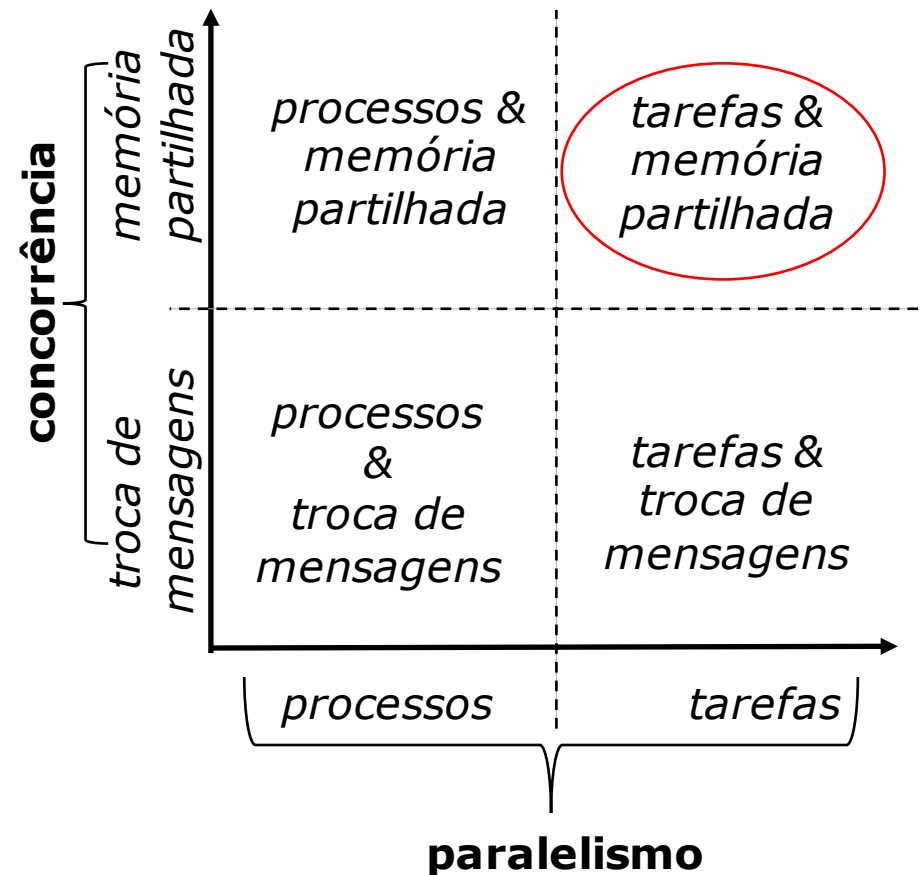 concorrência
memória
partilhada
troca de
mensagens
processos &
memória
partilhada
tarefas &
memória
partilhada
processos
&
troca de
mensagens
tarefas &
troca de
mensagens
processos
tarefas
paralelismo